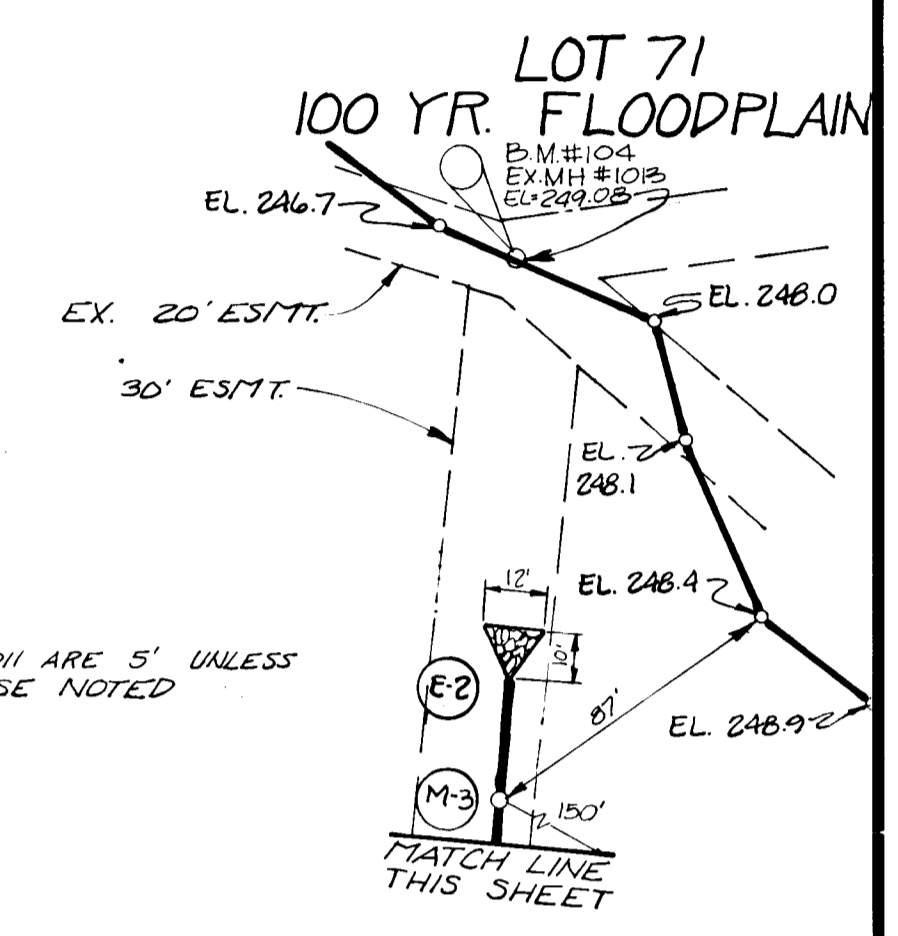 LOT 71
100 YR. FLOODPLAIN
B.M.#104
EX.MH #1013
EL=249.08
EL. 246.7
EL. 248.0
EX. 20' ESMT.
30' ESMT.
EL.
248.1
12'
EL. 248.4
10'
ARE 5' UNLESS
NOTED
E-2
87'
EL. 248.9
M-3
150'
MATCH LINE
THIS SHEET